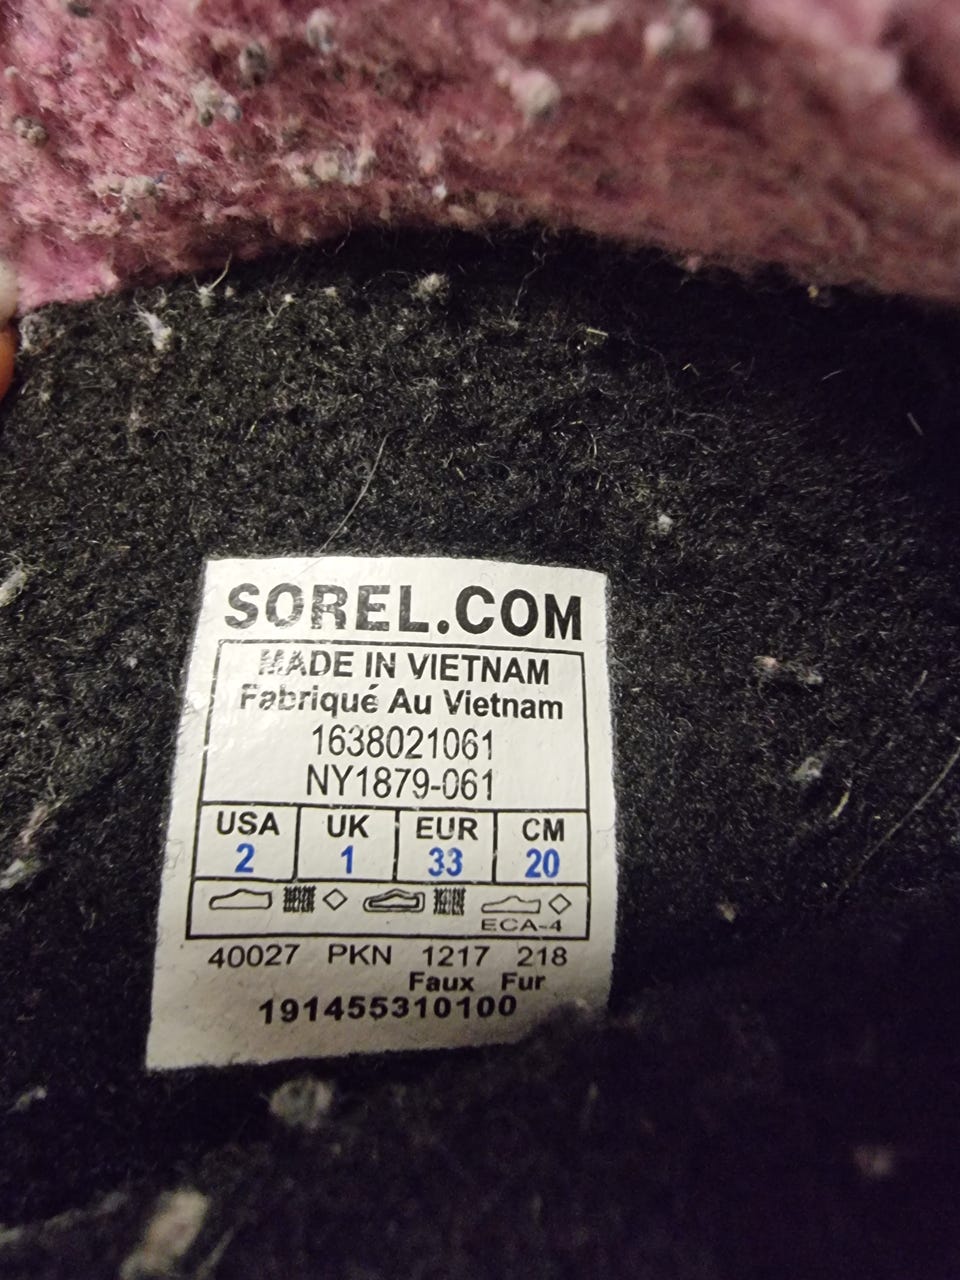 SOREL.COM
MADE IN VIETNAM
Fabriqué Au Vietnam
1638021061
NY1879-061
USA UK EUR CM
2 1 33 20
ECA-4
40027 PKN 1217 218
Faux Fur
191455310100